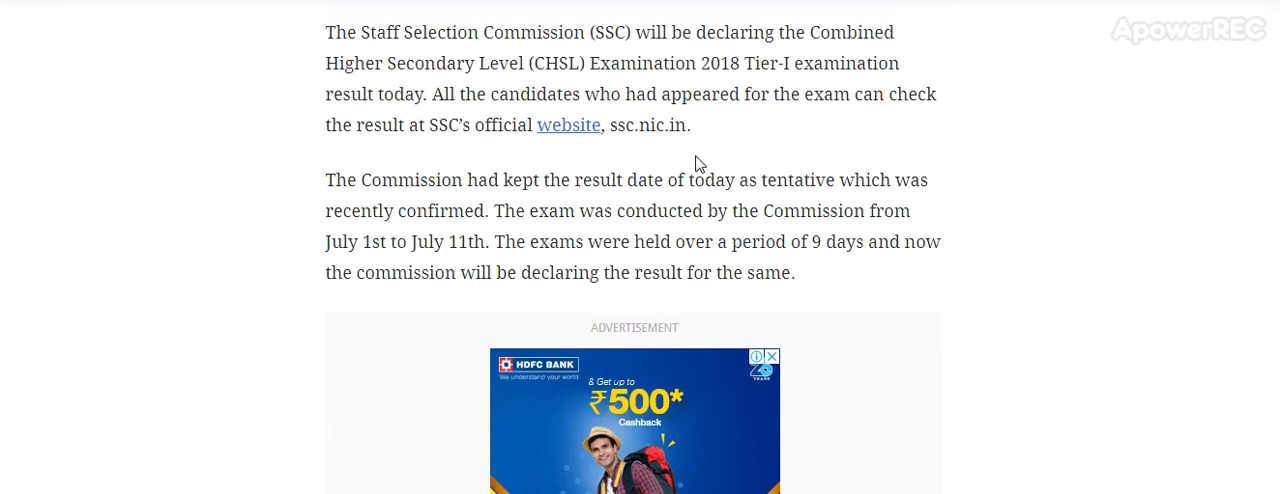 ApowerREC
The Staff Selection Commission (SSC) will be declaring the Combined
Higher Secondary Level (CHSL) Examination 2018 Tier-I examination
result today. All the candidates who had appeared for the exam can check
the result at SSC’s official website, ssc.nic.in.
The Commission had kept the result date of today as tentative which was
recently confirmed. The exam was conducted by the Commission from
July 1st to July 11th. The exams were held over a period of 9 days and now
the commission will be declaring the result for the same.
ADVERTISEMENT
HDFC BANK
We understand your world
YEARS
& Get up to
₹500*
Cashback